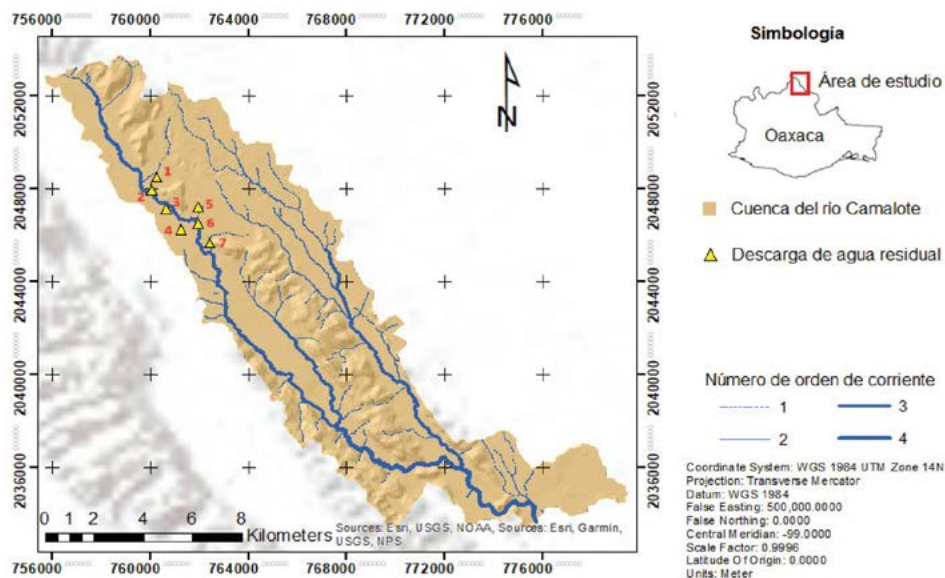 756000 760000 764000 768000 772000 776000
2052000 2048000 2044000 2040000 2036000
2052000 2048000 2044000 2040000 2036000
N
1
2
3
4
5
6
7
0 1 2 4 6 8
Kilometers
Sources: Esri, USGS, NOAA, Sources: Esri, Garmin,
USGS, NPS
756000 760000 764000 768000 772000 776000
Simbología
Área de estudio
Oaxaca
Cuenca del río Camalote
Descarga de agua residual
Número de orden de corriente
1 3
2 4
Coordinate System: WGS 1984 UTM Zone 14N
Projection: Transverse Mercator
Datum: WGS 1984
False Easting: 500,000.0000
False Northing: 0.0000
Central Meridian: -99.0000
Scale Factor: 0.9996
Latitude Of Origin: 0.0000
Units: Meter